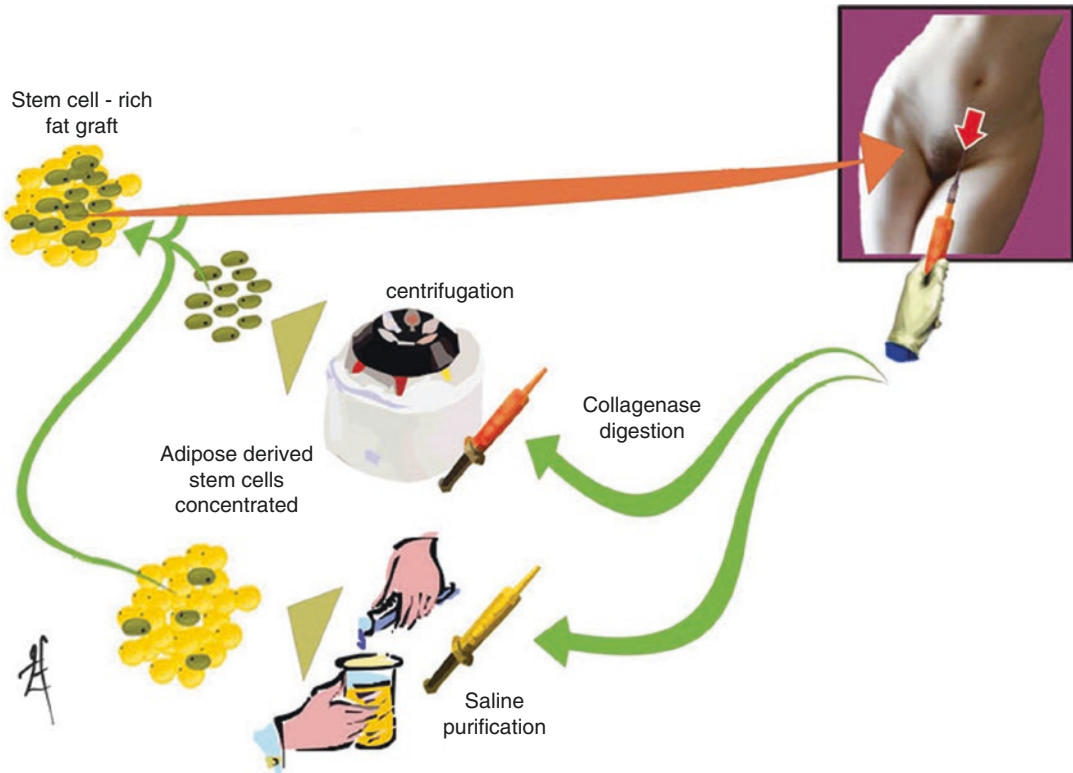 Stem cell - rich
fat graft
centrifugation
Collagenase
digestion
Adipose derived
stem cells
concentrated
Saline
purification